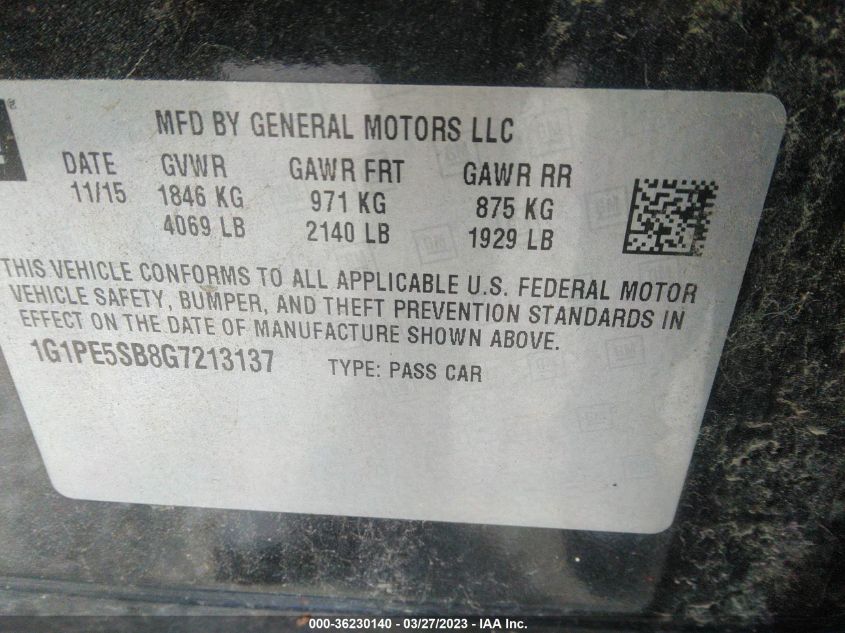 MFD BY GENERAL MOTORS LLC
DATE GVWR GAWR FRT GAWR RR
11/15 1846 KG 971 KG 875 KG
4069 LB 2140 LB 1929 LB
THIS VEHICLE CONFORMS TO ALL APPLICABLE U.S. FEDERAL MOTOR
VEHICLE SAFETY, BUMPER, AND THEFT PREVENTION STANDARDS IN
EFFECT ON THE DATE OF MANUFACTURE SHOWN ABOVE.
1G1PE5SB8G7213137 TYPE: PASS CAR
000-36230140 - 03/27/2023 - IAAI.com